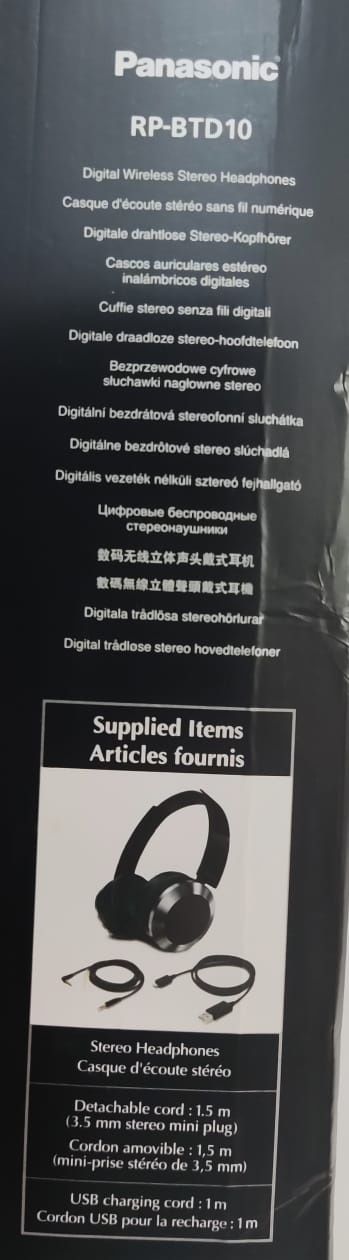 Panasonic
RP-BTD10
Digital Wireless Stereo Headphones
Casque d'écoute stéréo sans fil numérique
Digitale drahtlose Stereo-Kopfhörer
Cascos auriculares estéreo
inalámbricos digitales
Cuffie stereo senza fili digitali
Digitale draadloze stereo-hoofdtelefoon
Bezprzewodowe cyfrowe
słuchawki nagłowne stereo
Digitální bezdrátová stereofonní sluchátka
Digitálne bezdrôtové stereo slúchadlá
Digitális vezeték nélküli sztereó fejhallgató
Цифровые беспроводные
стереонаушники
数码无线立体声头戴式耳机
數碼無線立體聲頭戴式耳機
Digitala trådlösa stereohörlurar
Digital trådløse stereo hovedtelefoner
Supplied Items
Articles fournis
Stereo Headphones
Casque d'écoute stéréo
Detachable cord : 1.5 m
(3.5 mm stereo mini plug)
Cordon amovible : 1,5 m
(mini-prise stéréo de 3,5 mm)
USB charging cord : 1 m
Cordon USB pour la recharge : 1 m